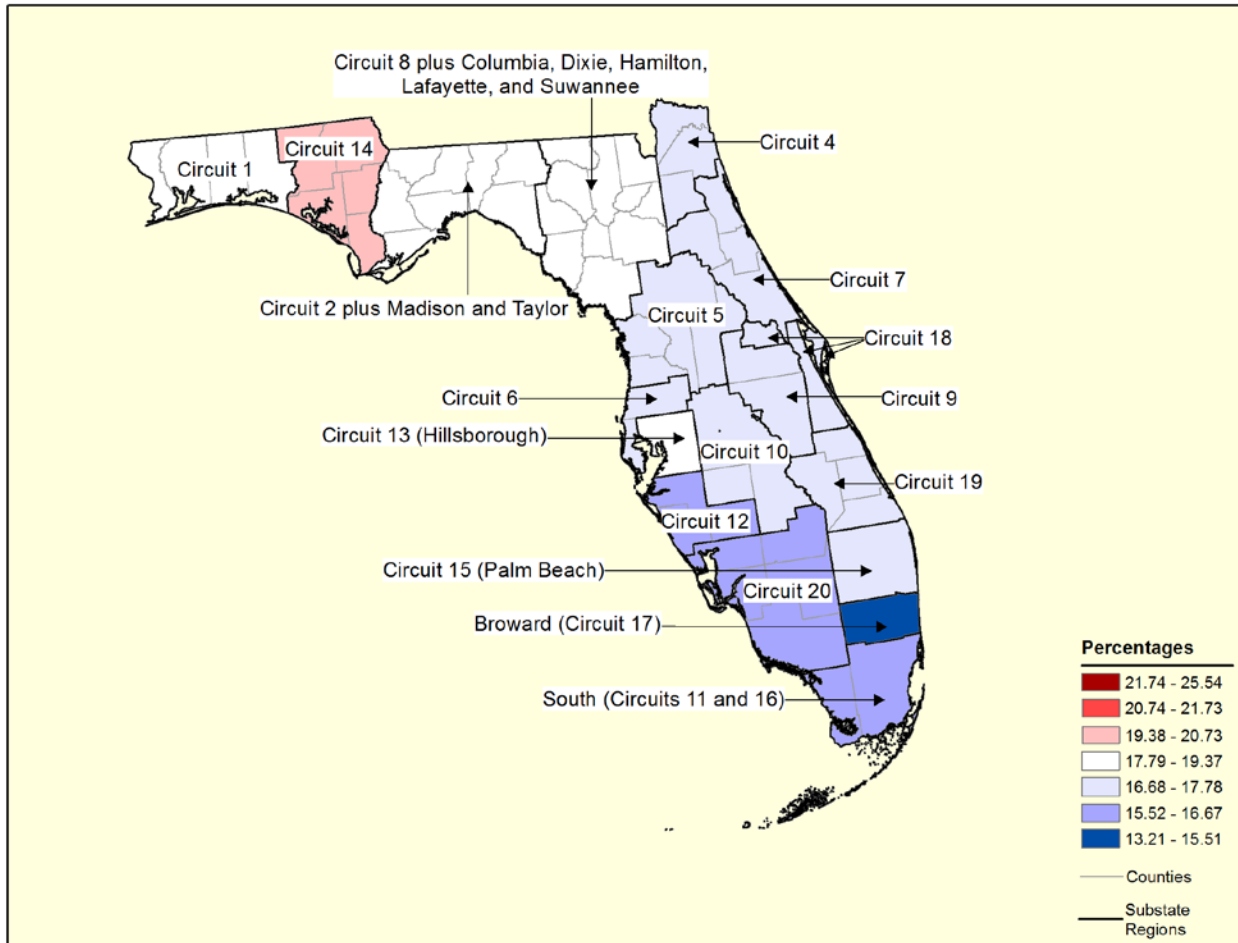 Circuit 8 plus Columbia, Dixie, Hamilton,
Lafayette, and Suwannee
Circuit 4
Circuit 14
Circuit 1
Circuit 7
Circuit 2 plus Madison and Taylor
Circuit 5
Circuit 18
Circuit 6
Circuit 9
Circuit 13 (Hillsborough)
Circuit 10
Circuit 19
Circuit 12
Circuit 15 (Palm Beach)
Circuit 20
Broward (Circuit 17)
South (Circuits 11 and 16)
Percentages
21.74 - 25.54
20.74 - 21.73
19.38 - 20.73
17.79 - 19.37
16.68 - 17.78
15.52 - 16.67
13.21 - 15.51
Counties
Substate
Regions